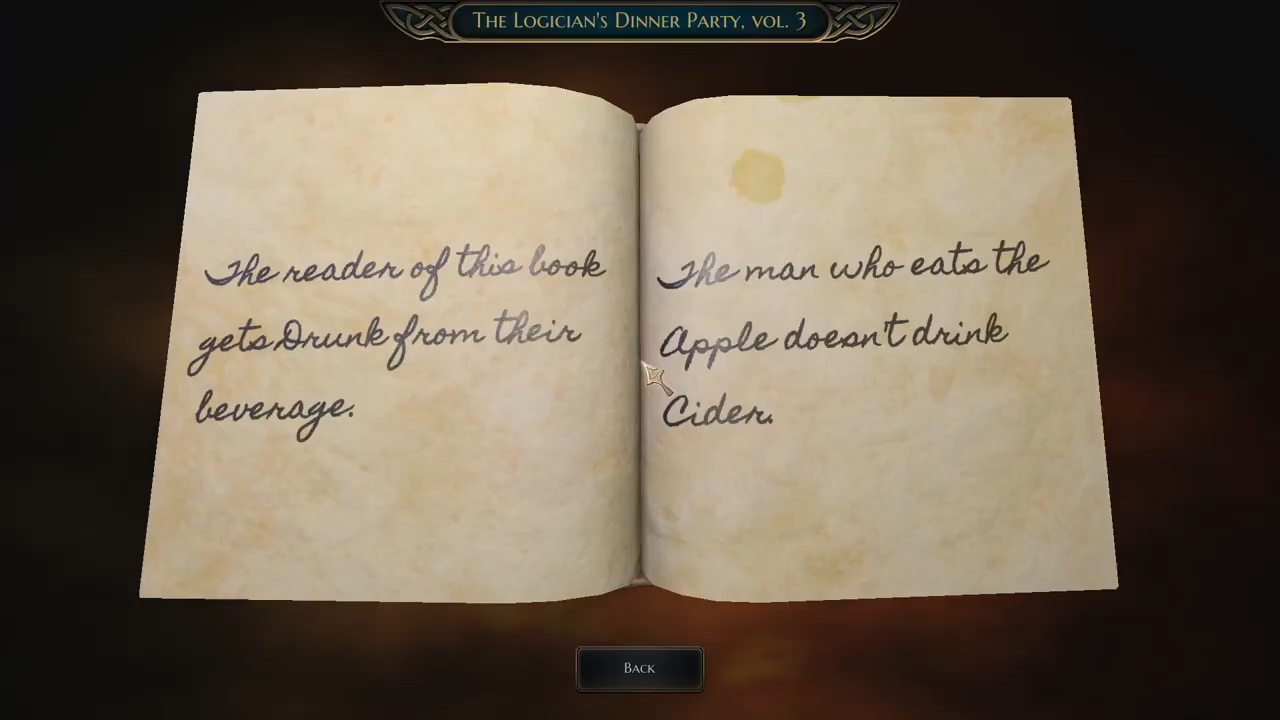 The Logician's Dinner Party, vol. 3
The reader of this book
gets Drunk from their
beverage.
The man who eats the
Apple doesn't drink
Cider.
Back